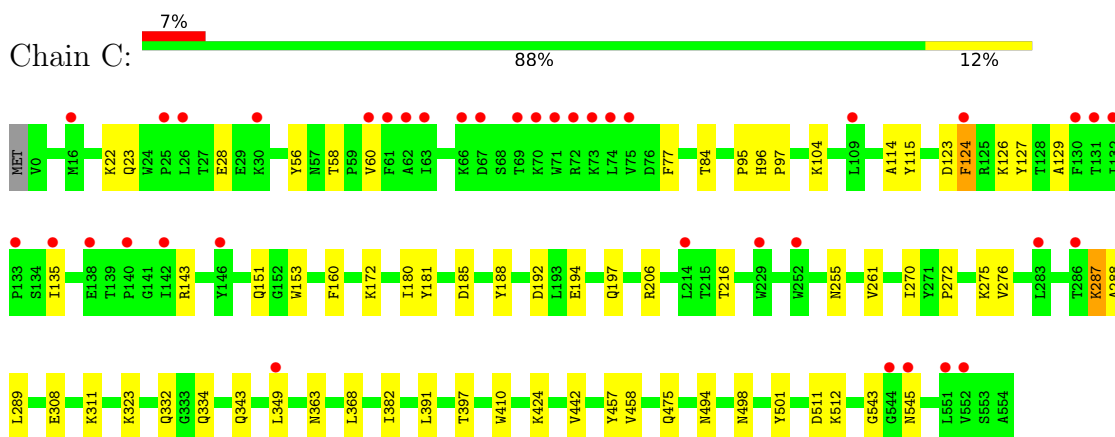 7%
Chain C:
88% 12%
MET V0 M16 K22 Q23 W24 P25 L26 T27 E28 E29 K30 Y56 N57 T58 P59 V60 F61 A62 I63 K66 D67 S68 T69 K70 W71 R72 K73 L74 V75 D76 F77 T84 P95 H96 P97 K104 L109 A114 Y115 D123 F124 R125 K126 Y127 T128 A129 F130 T131 I132
P133 S134 I135 E138 T139 P140 G141 I142 R143 Y146 Q151 G152 W153 F160 K172 I180 Y181 D185 Y188 D192 L193 E194 Q197 R206 L214 T215 T216 W229 W252 N255 V261 I270 Y271 P272 K275 V276 L283 T286 K287 A288
L289 E308 K311 K323 Q332 G333 Q334 Q343 L349 N363 L368 I382 L391 T397 W410 K424 V442 Y457 V458 Q475 N494 N498 Y501 D511 K512 G543 G544 N545 L551 V552 S553 A554